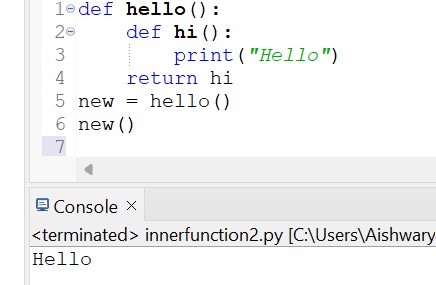 1 def hello():
2     def hi():
3         print("Hello")
4     return hi
5 new = hello()
6 new()
7
Console ×
<terminated> innerfunction2.py [C:\Users\Aishwary
Hello